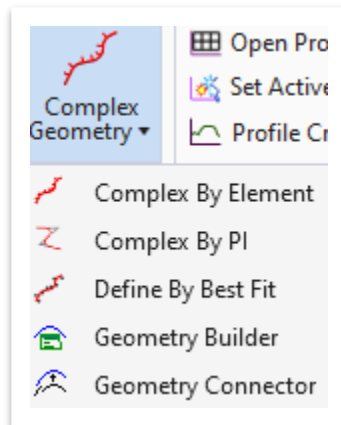 Complex
Geometry
Open Pro
Set Active
Profile Cr
Complex By Element
Complex By PI
Define By Best Fit
Geometry Builder
Geometry Connector